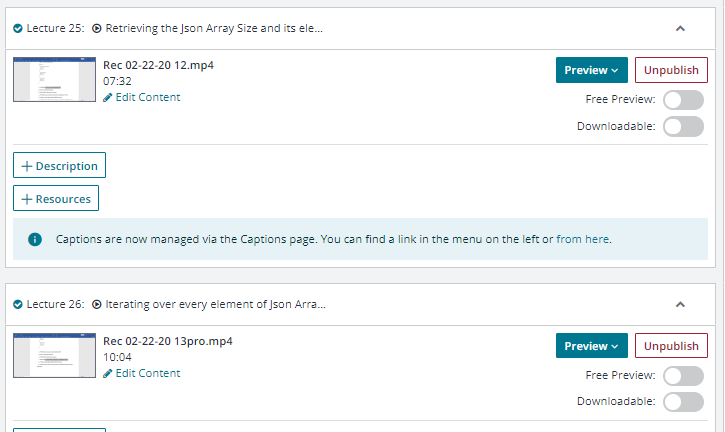 Lecture 25: Retrieving the Json Array Size and its ele...
Rec 02-22-20 12.mp4
07:32
Edit Content
Preview
Unpublish
Free Preview:
Downloadable:
+ Description
+ Resources
Captions are now managed via the Captions page. You can find a link in the menu on the left or from here.
Lecture 26: Iterating over every element of Json Arra...
Rec 02-22-20 13pro.mp4
10:04
Edit Content
Preview
Unpublish
Free Preview:
Downloadable: